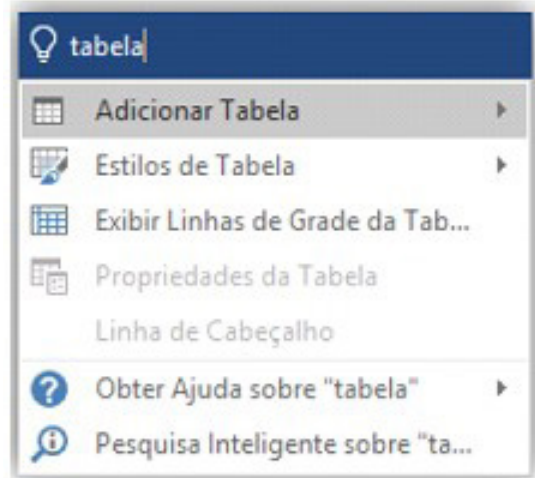 tabela
Adicionar Tabela
Estilos de Tabela
Exibir Linhas de Grade da Tab...
Propriedades da Tabela
Linha de Cabeçalho
Obter Ajuda sobre "tabela"
Pesquisa Inteligente sobre "ta...